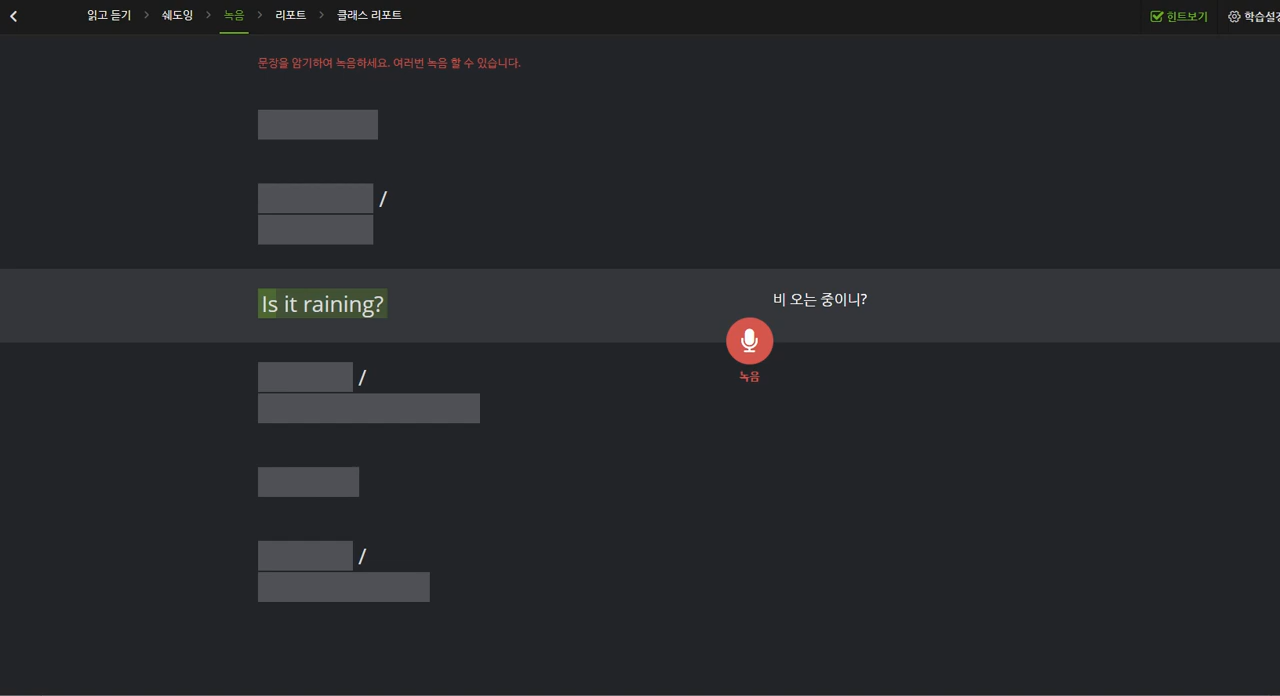 읽고 듣기 > 쉐도잉 > 녹음 > 리포트 > 클래스 리포트 힌트보기 학습설정
문장을 암기하여 녹음하세요. 여러번 녹음 할 수 있습니다.
/
Is it raining? 비 오는 중이니?
녹음
/
/